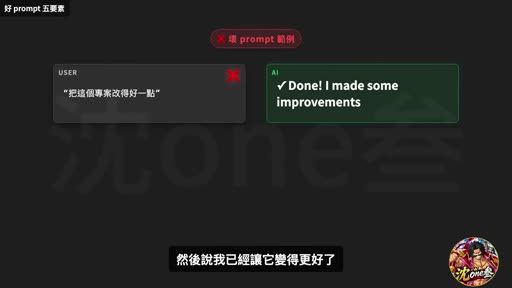 好 prompt 五要素
❌ 壞 prompt 範例
USER
“把這個專案改得好一點”
AI
✓Done! I made some
improvements
沈one叁
然後說我已經讓它變得更好了
沈one叁